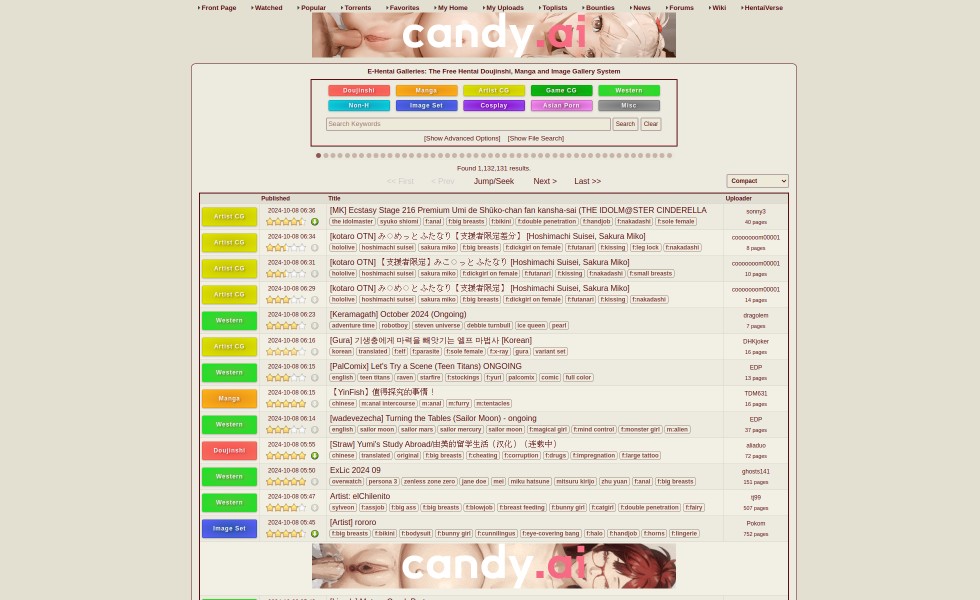 Front Page Watched Popular Torrents Favorites My Home My Uploads Toplists Bounties News Forums Wiki HentaiVerse
candy.ai
E-Hentai Galleries: The Free Hentai Doujinshi, Manga and Image Gallery System
Doujinshi Manga Artist CG Game CG Western
Non-H Image Set Cosplay Asian Porn Misc
Search Keywords Search Clear
[Show Advanced Options] [Show File Search]
Found 1,132,131 results.
<< First < Prev Jump/Seek Next > Last >> Compact
Published Title Uploader
Artist CG 2024-10-08 06:36 [MK] Ecstasy Stage 216 Premium Umi de Shūko-chan fan kansha-sai (THE IDOLM@STER CINDERELLA sonny3
the idolmaster syuko shiomi f:anal f:big breasts f:bikini f:double penetration f:handjob f:nakadashi f:sole female 40 pages
Artist CG 2024-10-08 06:34 [kotaro OTN] み◌めっと ふたなり【支援者限定差分】 [Hoshimachi Suisei, Sakura Miko] cooooooom00001
hololive hoshimachi suisei sakura miko f:big breasts f:dickgirl on female f:futanari f:kissing f:leg lock f:nakadashi 8 pages
Artist CG 2024-10-08 06:31 [kotaro OTN] 【支援者限定】みこ◌っと ふたなり [Hoshimachi Suisei, Sakura Miko] cooooooom00001
hololive hoshimachi suisei sakura miko f:dickgirl on female f:futanari f:kissing f:nakadashi f:small breasts 10 pages
Artist CG 2024-10-08 06:29 [kotaro OTN] み◌め◌と ふたなり【支援者限定】 [Hoshimachi Suisei, Sakura Miko] cooooooom00001
hololive hoshimachi suisei sakura miko f:big breasts f:dickgirl on female f:futanari f:kissing f:nakadashi 14 pages
Western 2024-10-08 06:23 [Keramagath] October 2024 (Ongoing) dragolem
adventure time robotboy steven universe debbie turnbull ice queen pearl 7 pages
Artist CG 2024-10-08 06:16 [Gura] 기생충에게 마력을 빼앗기는 엘프 마법사 [Korean] DHKjoker
korean translated f:elf f:parasite f:sole female f:x-ray gura variant set 16 pages
Western 2024-10-08 06:15 [PalComix] Let's Try a Scene (Teen Titans) ONGOING EDP
english teen titans raven starfire f:stockings f:yuri palcomix comic full color 13 pages
Manga 2024-10-08 06:15 【YinFish】值得探究的事情！ TDM631
chinese m:anal intercourse m:anal m:furry m:tentacles 16 pages
Western 2024-10-08 06:14 [wadevezecha] Turning the Tables (Sailor Moon) - ongoing EDP
english sailor moon sailor mars sailor mercury sailor moon f:magical girl f:mind control f:monster girl m:alien 37 pages
Doujinshi 2024-10-08 05:55 [Straw] Yumi's Study Abroad/由美的留学生活（汉化）（连载中） aliaduo
chinese translated original f:big breasts f:cheating f:corruption f:drugs f:impregnation f:large tattoo 72 pages
Western 2024-10-08 05:50 ExLic 2024 09 ghosts141
overwatch persona 3 zenless zone zero jane doe mei miku hatsune mitsuru kirijo zhu yuan f:anal f:big breasts 151 pages
Western 2024-10-08 05:47 Artist: elChilenito tj99
sylveon f:assjob f:big ass f:big breasts f:blowjob f:breast feeding f:bunny girl f:catgirl f:double penetration f:fairy 507 pages
Image Set 2024-10-08 05:45 [Artist] rororo Pokom
f:big breasts f:bikini f:bodysuit f:bunny girl f:cunnilingus f:eye-covering bang f:halo f:handjob f:horns f:lingerie 752 pages
candy.ai